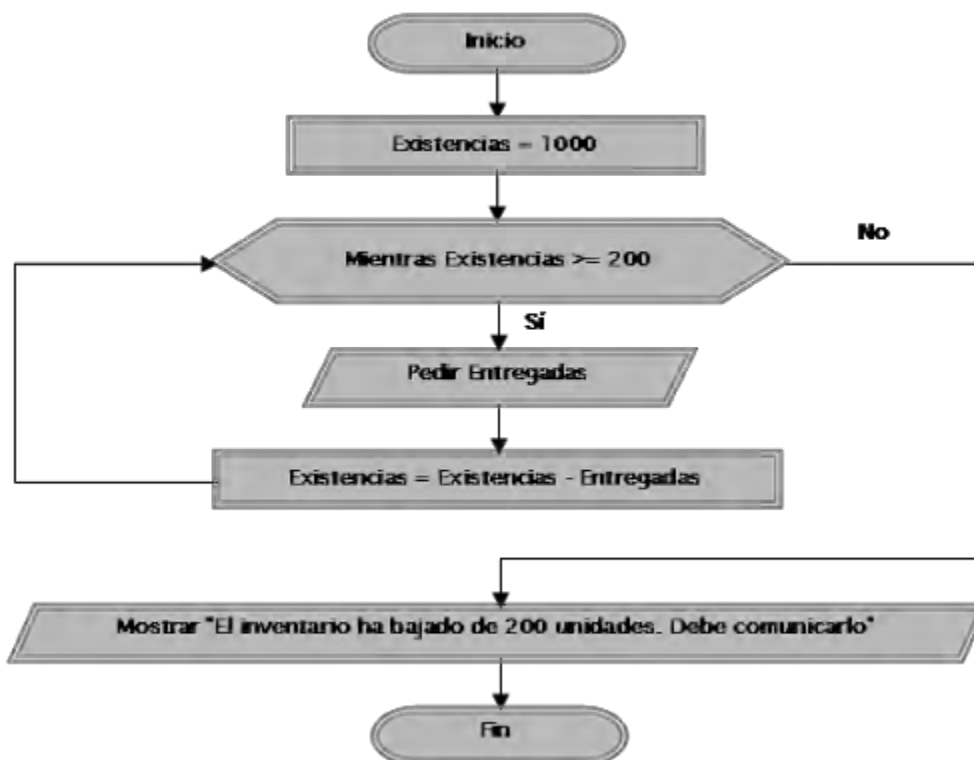 Inicio
Existencias = 1000
Mientras Existencias >= 200
No
Sí
Pedir Entregadas
Existencias = Existencias - Entregadas
Mostrar "El inventario ha bajado de 200 unidades. Debe comunicarlo"
Fin